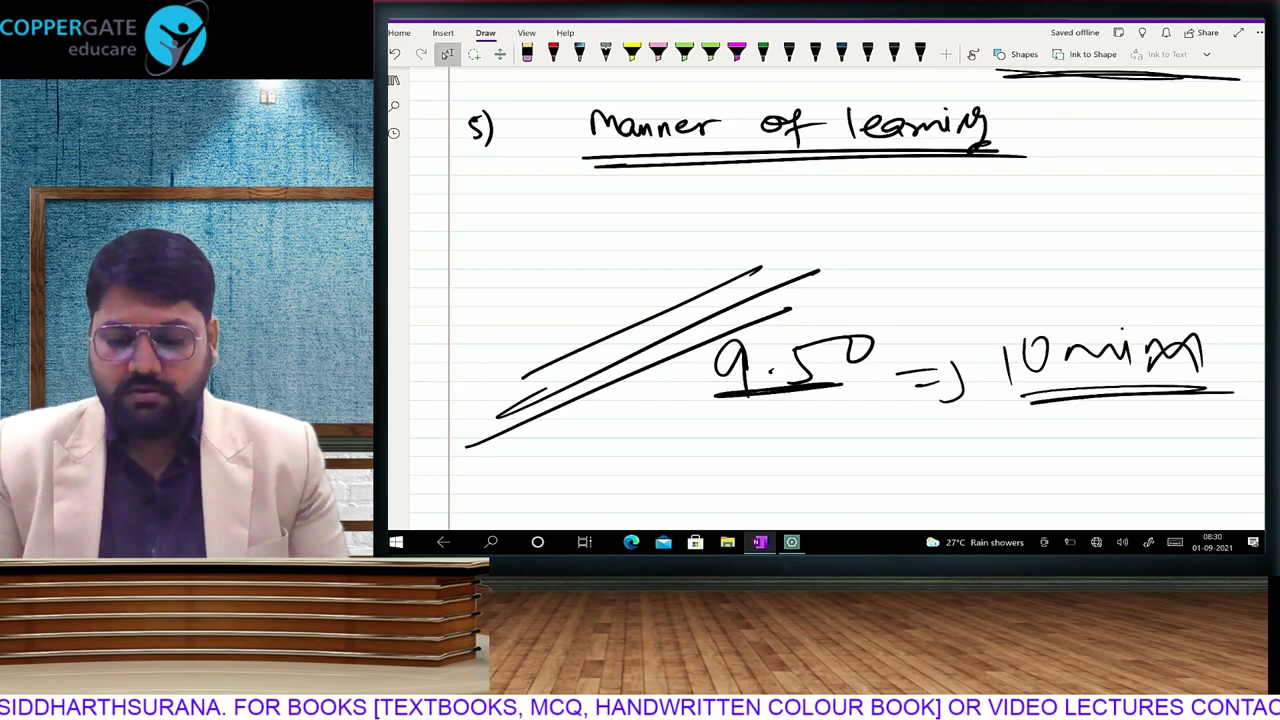 COPPERGATE
educare
Home Insert Draw View Help
Saved offline Share
Shapes Ink to Shape Ink to Text
5) Manner of learning
9.50 => 10 min
27°C Rain showers
08:30
01-09-2021
SIDDHARTHSURANA. FOR BOOKS [TEXTBOOKS, MCQ, HANDWRITTEN COLOUR BOOK] OR VIDEO LECTURES CONTAC